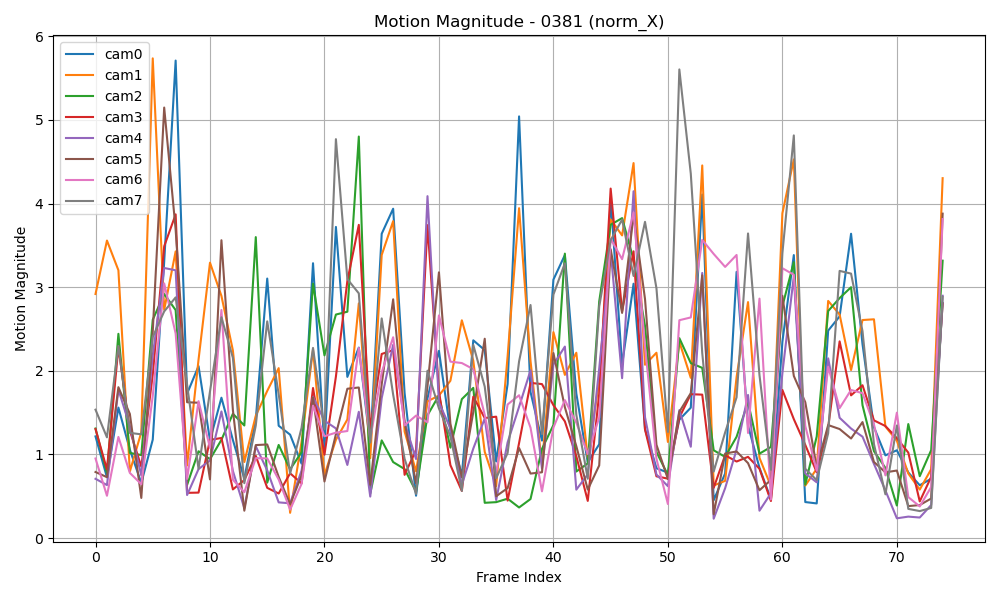 Motion Magnitude - 0381 (norm_X)
cam0
cam1
cam2
cam3
cam4
cam5
cam6
cam7
6
5
4
3
2
1
0
Motion Magnitude
0 10 20 30 40 50 60 70
Frame Index